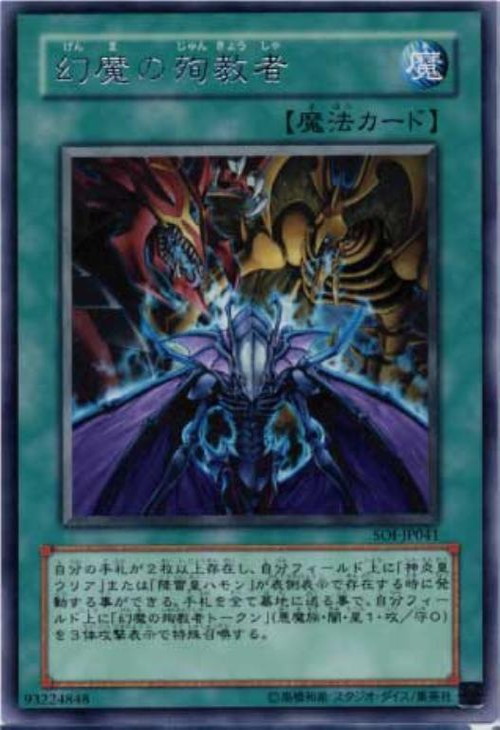 げん ま じゅん きょう しゃ
幻魔の殉教者
魔
【魔法カード】
SOI-JP041
自分の手札が2枚以上存在し、自分フィールド上に「神炎皇
ウリア」または「降雷皇ハモン」が表側表示で存在する時に発
動する事ができる。手札を全て墓地に送る事で、自分フィー
ルド上に「幻魔の殉教者トークン」(悪魔族・闇・星1・攻/守0)
を3体攻撃表示で特殊召喚する。
93224848
©高橋和希 スタジオ・ダイス/集英社